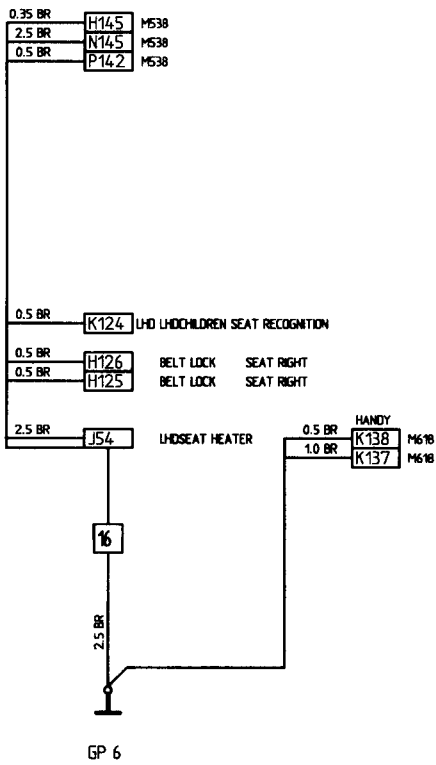 0.35 BR H145 M538
2.5 BR N145 M538
0.5 BR P142 M538
0.5 BR K124 LHD LHDCHILDREN SEAT RECOGNITION
0.5 BR H126 BELT LOCK SEAT RIGHT
0.5 BR H125 BELT LOCK SEAT RIGHT
HANDY
2.5 BR J54 LHDSEAT HEATER 0.5 BR K138 M618
1.0 BR K137 M618
16
2.5 BR
GP 6